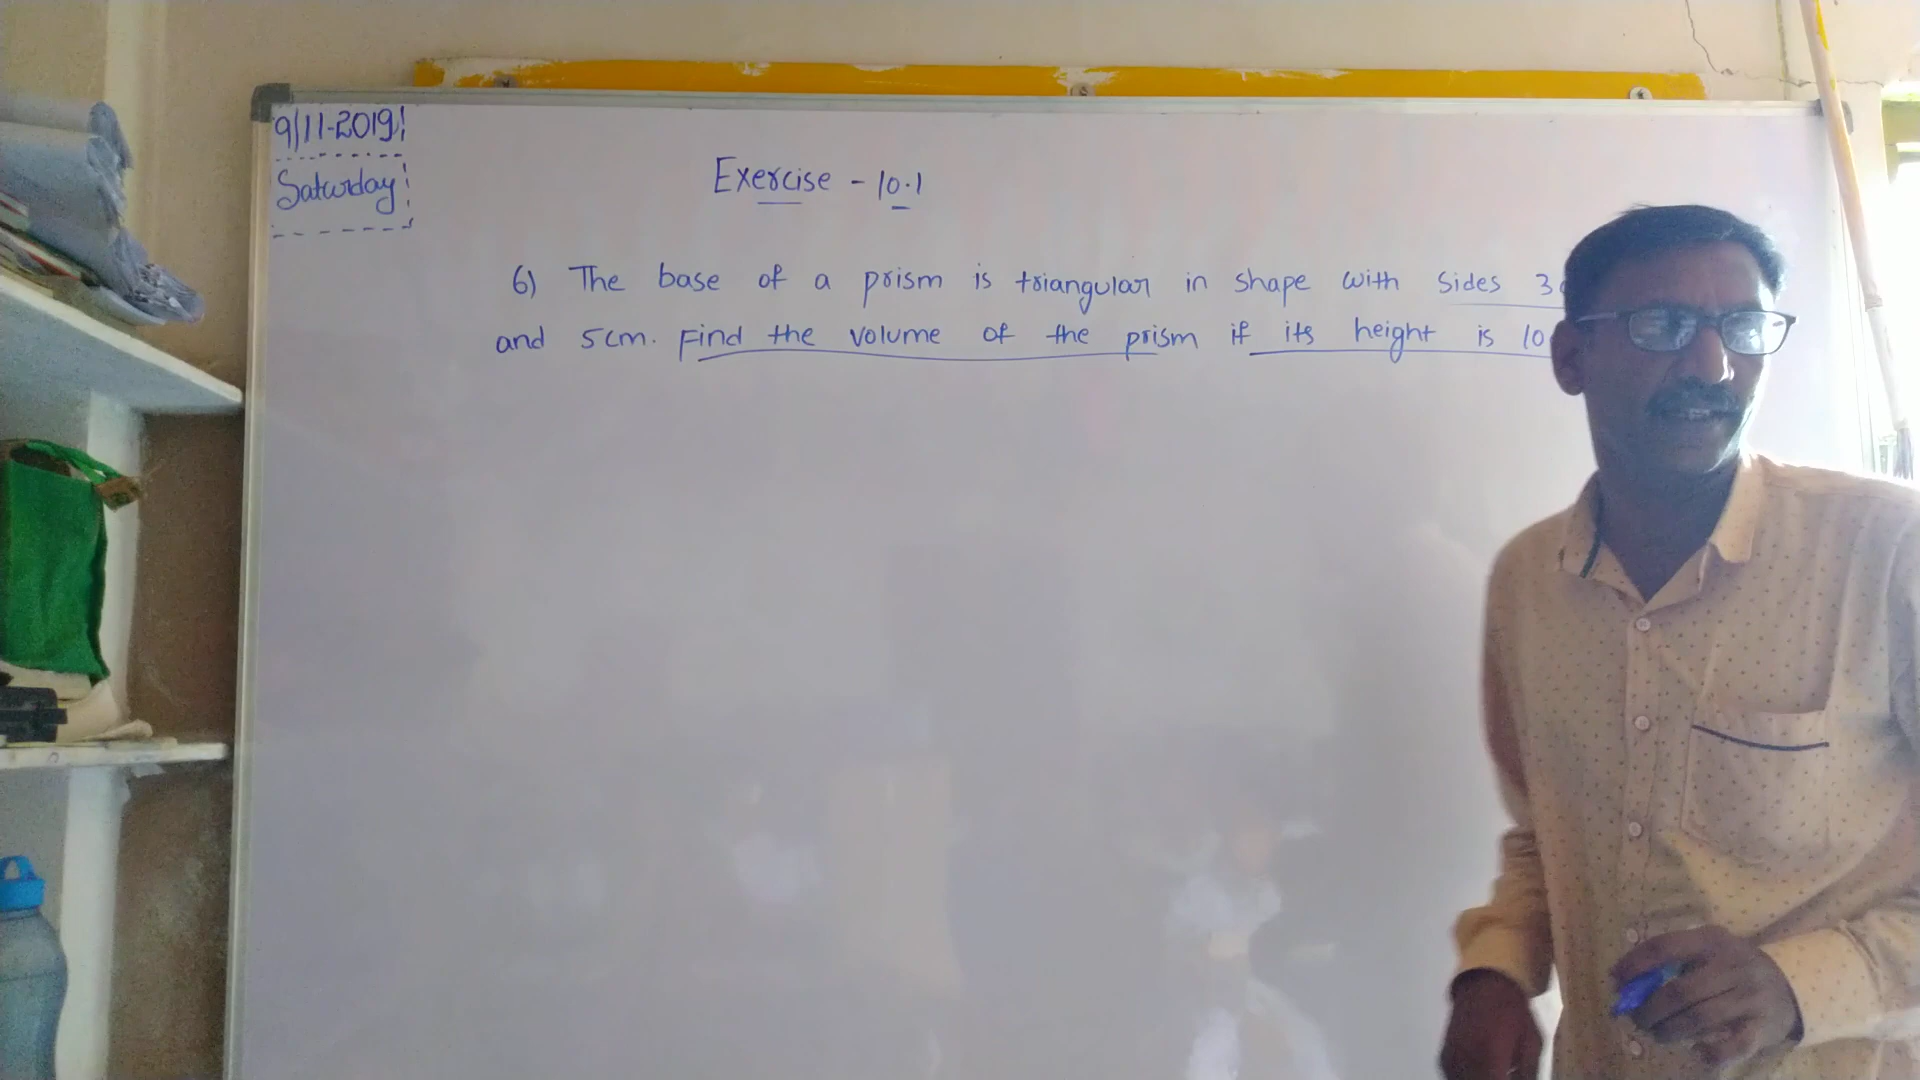 9/11-2019
Saturday
Exercise - 10.1
6) The base of a prism is triangular in shape with sides 3
and 5cm. Find the volume of the prism if its height is 10